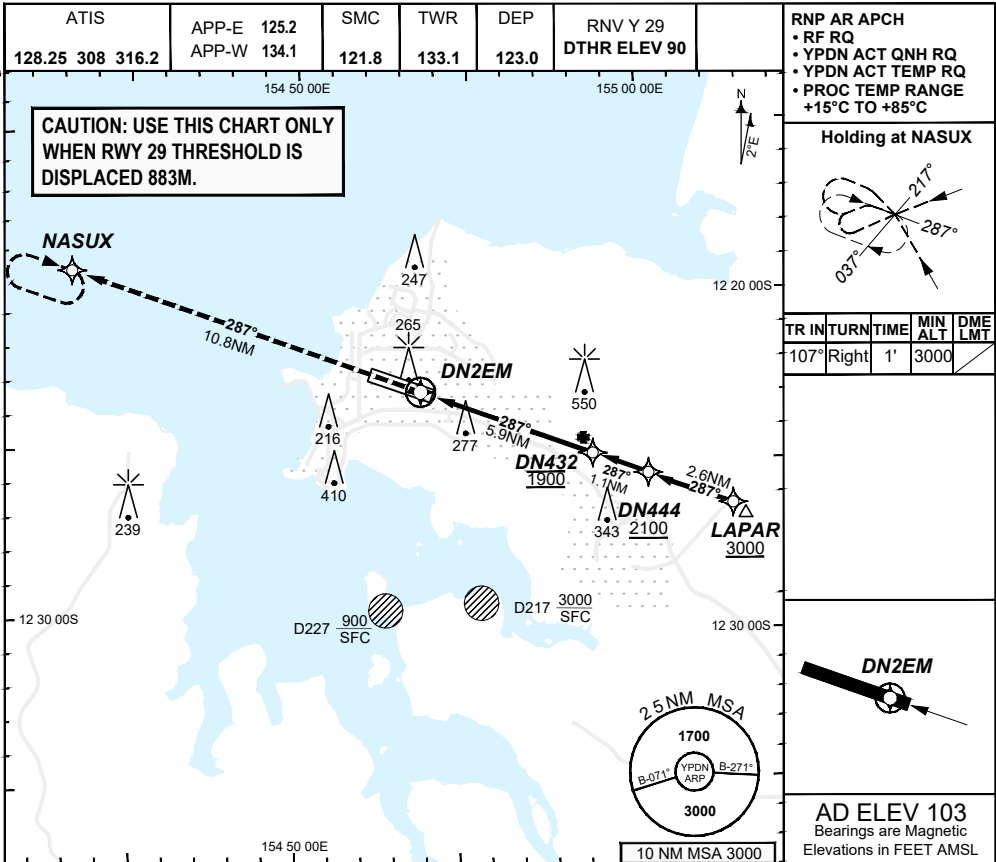 ATIS
128.25 308 316.2
APP-E 125.2
APP-W 134.1
SMC
121.8
TWR
133.1
DEP
123.0
RNV Y 29
DTHR ELEV 90
RNP AR APCH
• RF RQ
• YPDN ACT QNH RQ
• YPDN ACT TEMP RQ
• PROC TEMP RANGE
+15°C TO +85°C
154 50 00E
155 00 00E
CAUTION: USE THIS CHART ONLY
WHEN RWY 29 THRESHOLD IS
DISPLACED 883M.
N
2°E
Holding at NASUX
217°
287°
037°
TR IN TURN TIME MIN ALT DME LMT
107° Right 1' 3000
NASUX
287°
10.8NM
247
265
12 20 00S
DN2EM
550
287°
5.9NM
277
216
410
239
DN432
1900
287°
1.1NM
DN444
2100
2.6NM
287°
343
LAPAR
3000
D217 3000
SFC
D227 900
SFC
12 30 00S
12 30 00S
DN2EM
25NM MSA
1700
YPDN
ARP
B-071°
B-271°
3000
10 NM MSA 3000
154 50 00E
AD ELEV 103
Bearings are Magnetic
Elevations in FEET AMSL